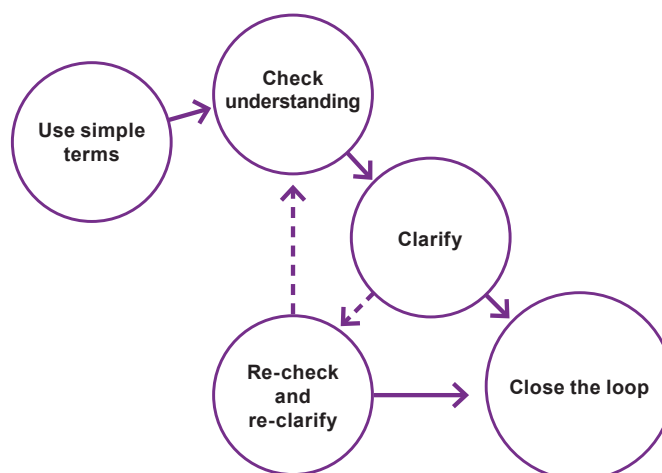 Use simple
terms
Check
understanding
Clarify
Re-check
and
re-clarify
Close the loop